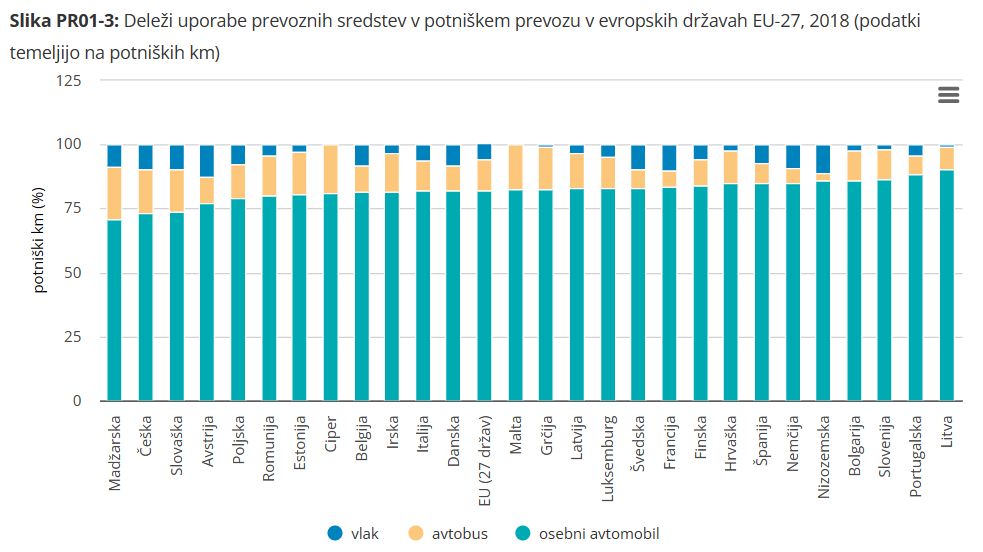 Slika PR01-3: Deleži uporabe prevoznih sredstev v potniškem prevozu v evropskih državah EU-27, 2018 (podatki
temeljijo na potniških km)
125
100
75
50
25
0
potniški km (%)
Madžarska
Češka
Slovaška
Avstrija
Poljska
Romunija
Estonija
Ciper
Belgija
Irska
Italija
Danska
EU (27 držav)
Malta
Grčija
Latvija
Luksemburg
Švedska
Francija
Finska
Hrvaška
Španija
Nemčija
Nizozemska
Bolgarija
Slovenija
Portugalska
Litva
vlak
avtobus
osebni avtomobil